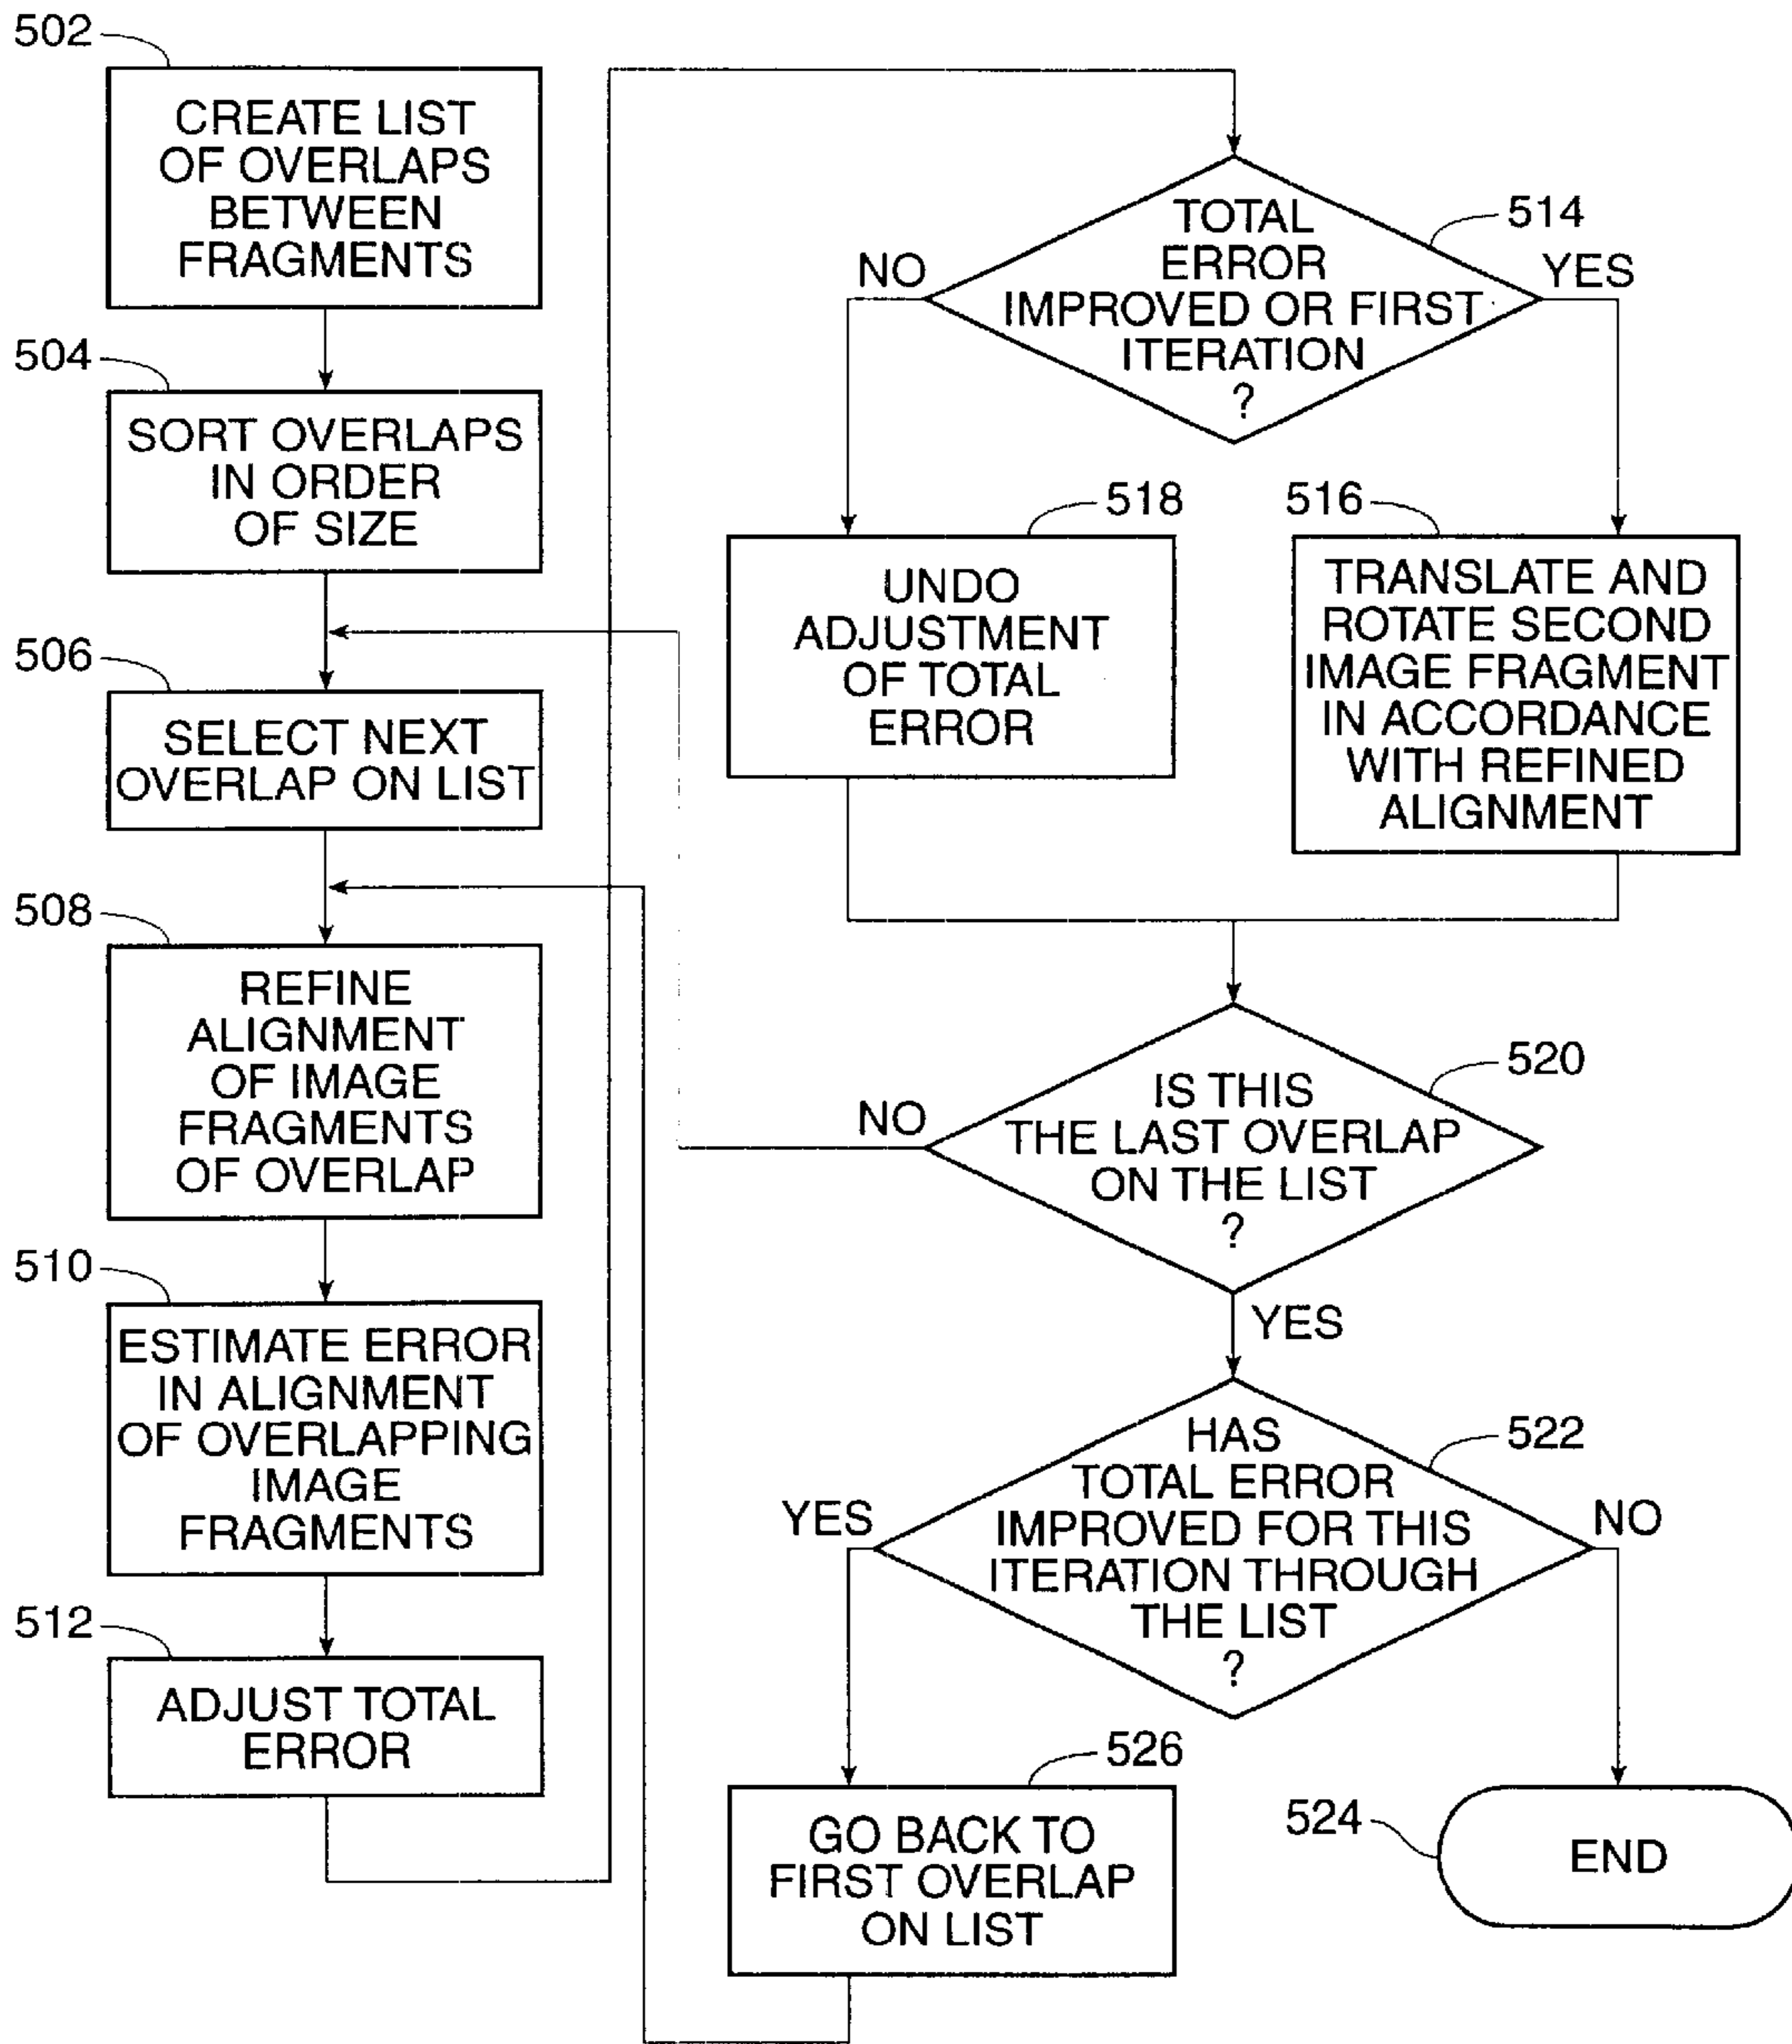 502
CREATE LIST
OF OVERLAPS
BETWEEN
FRAGMENTS
504
SORT OVERLAPS
IN ORDER
OF SIZE
506
SELECT NEXT
OVERLAP ON LIST
508
REFINE
ALIGNMENT
OF IMAGE
FRAGMENTS
OF OVERLAP
510
ESTIMATE ERROR
IN ALIGNMENT
OF OVERLAPPING
IMAGE
FRAGMENTS
512
ADJUST TOTAL
ERROR
514
TOTAL
ERROR
IMPROVED OR FIRST
ITERATION
?
NO
YES
518
UNDO
ADJUSTMENT
OF TOTAL
ERROR
516
TRANSLATE AND
ROTATE SECOND
IMAGE FRAGMENT
IN ACCORDANCE
WITH REFINED
ALIGNMENT
520
IS THIS
THE LAST OVERLAP
ON THE LIST
?
NO
YES
522
HAS
TOTAL ERROR
IMPROVED FOR THIS
ITERATION THROUGH
THE LIST
?
YES
NO
526
GO BACK TO
FIRST OVERLAP
ON LIST
524
END